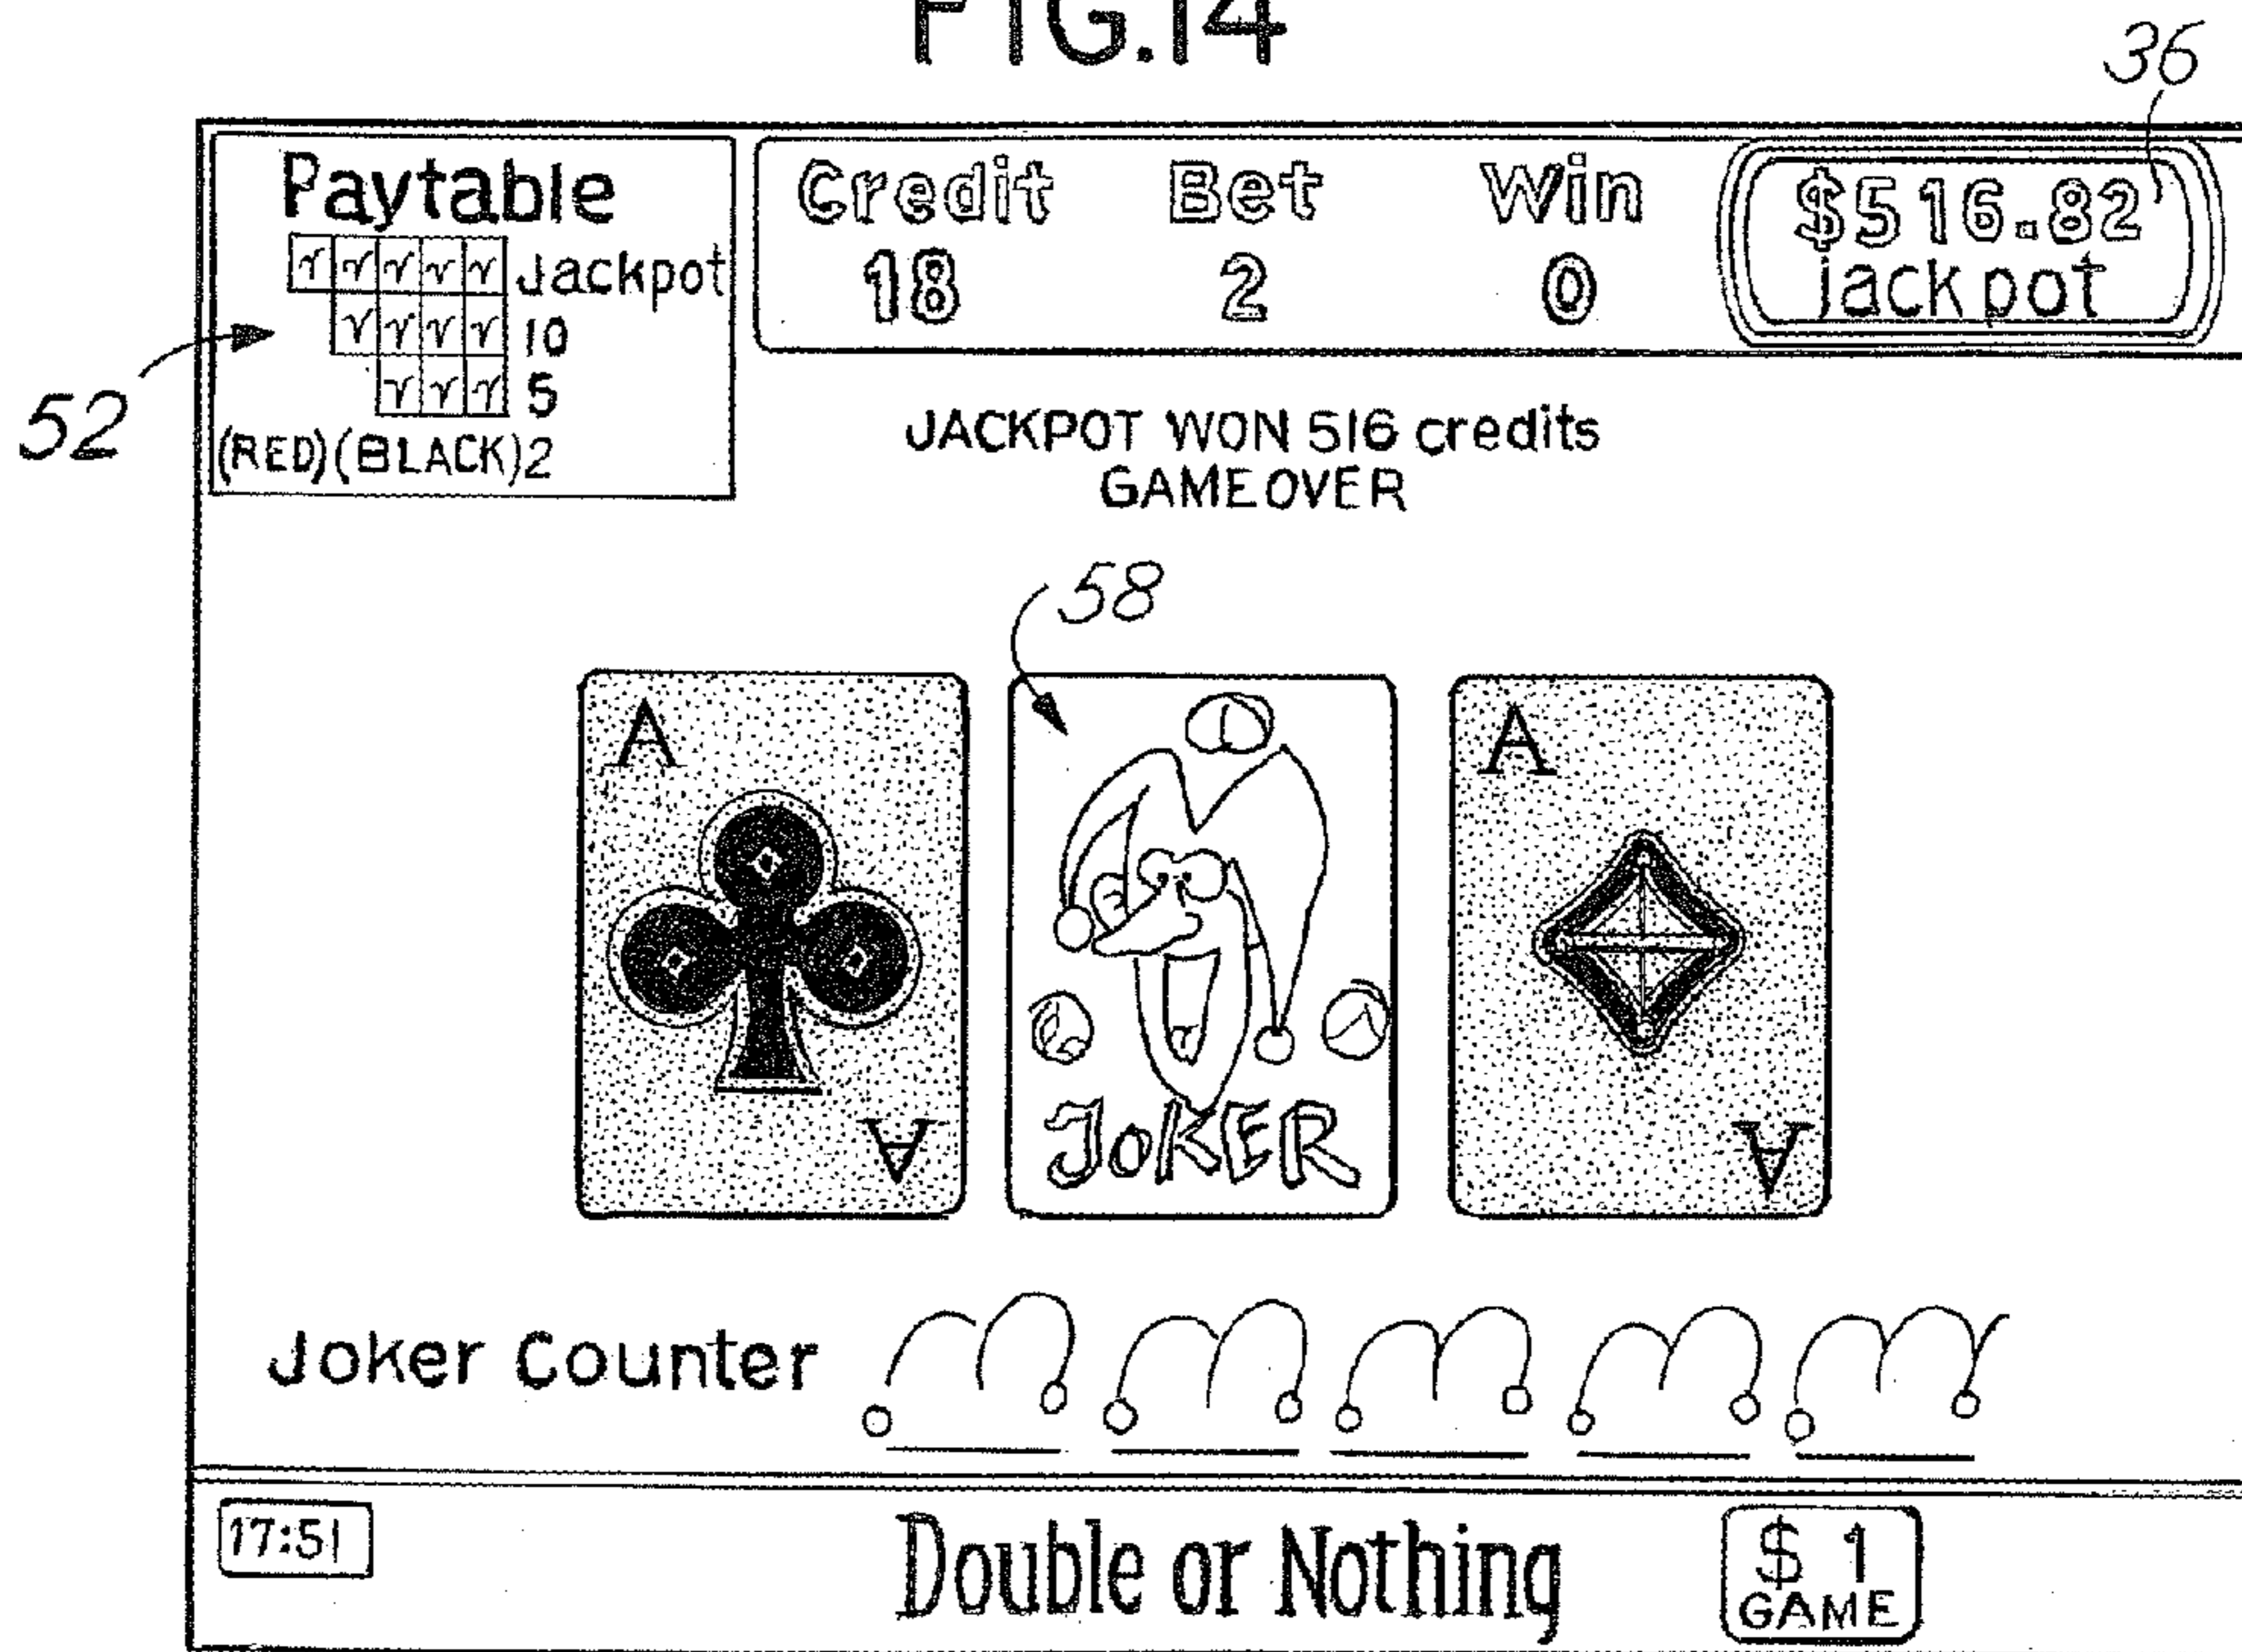 FIG.14
36
Paytable
Jackpot
10
5
(RED)(BLACK)2
52
Credit Bet Win
18 2 0
$516.82
jackpot
JACKPOT WON 516 credits
GAME OVER
58
A A
JOKER
A A
Joker Counter
17:51
Double or Nothing
$ 1
GAME